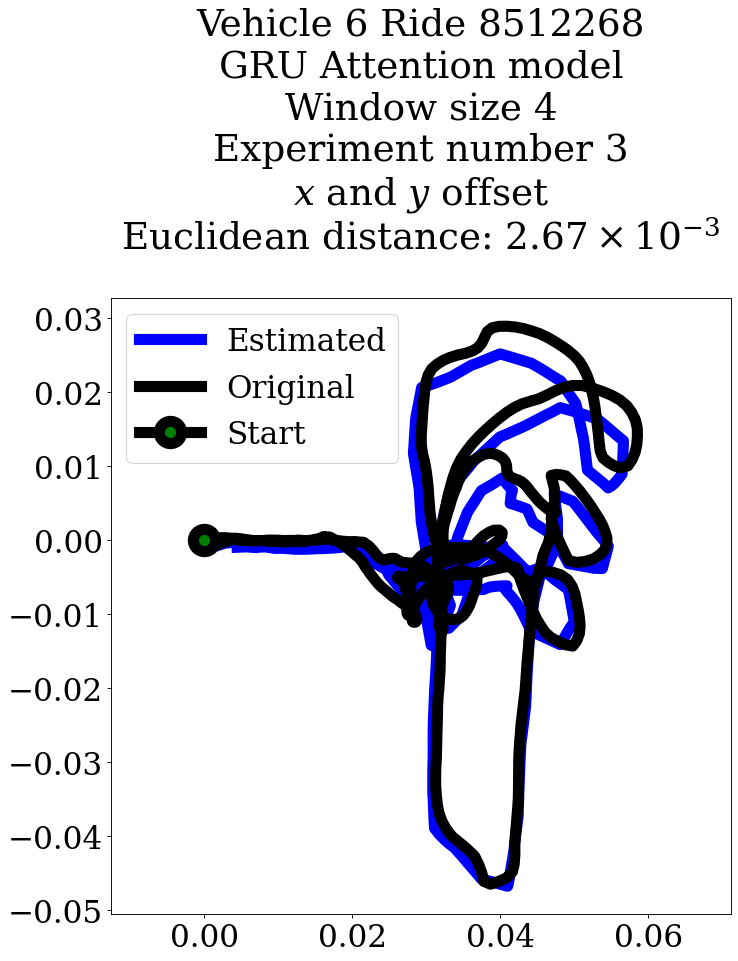 Vehicle 6 Ride 8512268
GRU Attention model
Window size 4
Experiment number 3
x and y offset
Euclidean distance: 2.67 × 10⁻³
Estimated
Original
Start
0.03
0.02
0.01
0.00
−0.01
−0.02
−0.03
−0.04
−0.05
0.00 0.02 0.04 0.06